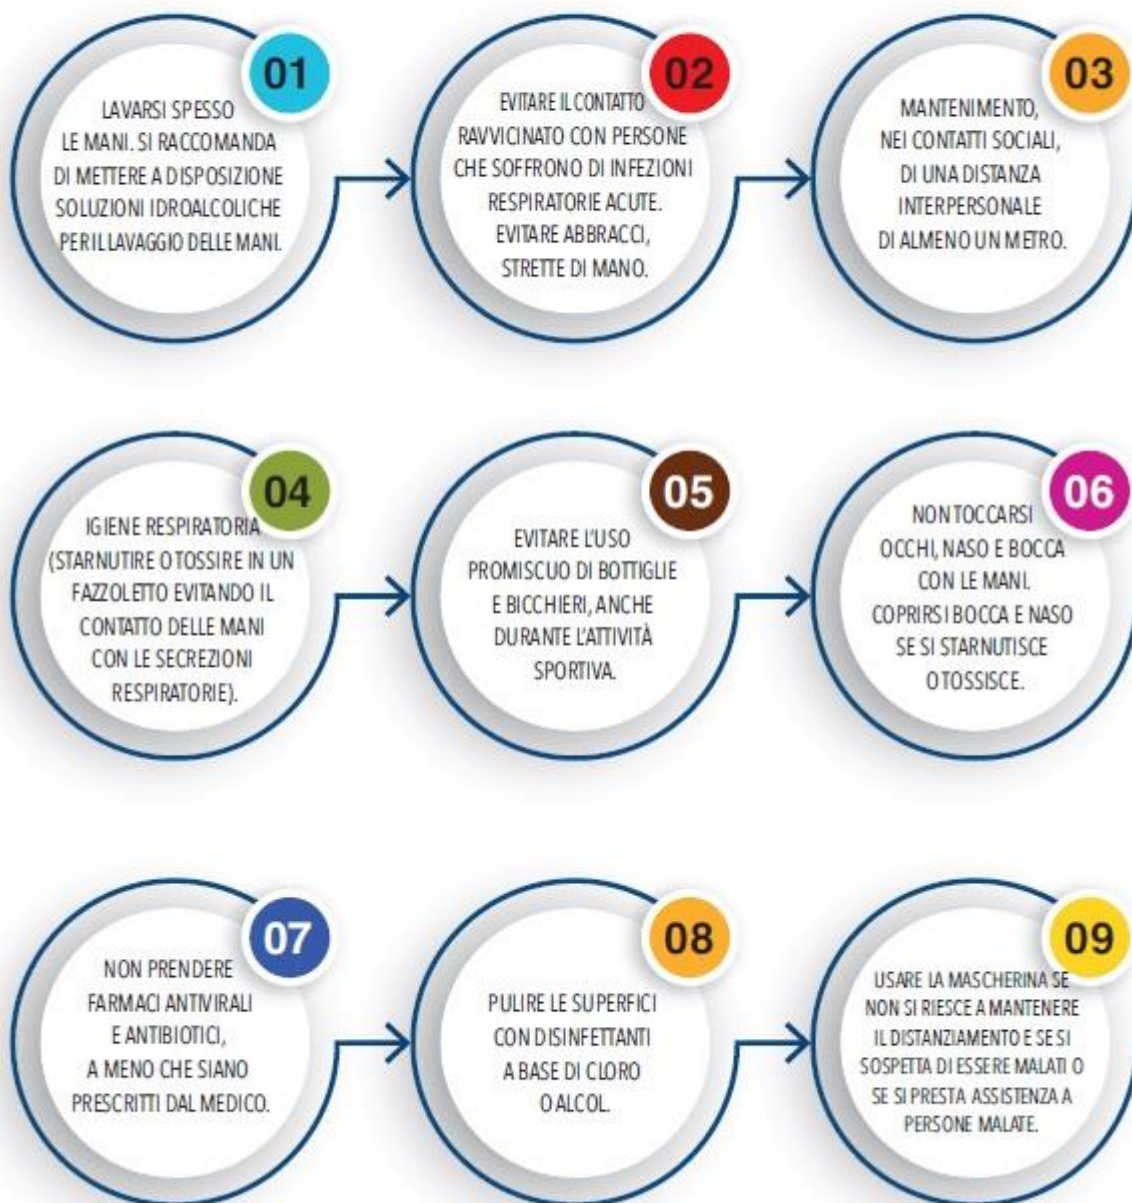 01
LAVARSI SPESSO
LE MANI. SI RACCOMANDA
DI METTERE A DISPOSIZIONE
SOLUZIONI IDROALCOLICHE
PER IL LAVAGGIO DELLE MANI.
02
EVITARE IL CONTATTO
RAVVICINATO CON PERSONE
CHE SOFFRONO DI INFEZIONI
RESPIRATORIE ACUTE.
EVITARE ABBRACCI,
STRETTE DI MANO.
03
MANTENIMENTO,
NEI CONTATTI SOCIALI,
DI UNA DISTANZA
INTERPERSONALE
DI ALMENO UN METRO.
04
IGIENE RESPIRATORIA
(STARNUTIRE O TOSSIRE IN UN
FAZZOLETTO EVITANDO IL
CONTATTO DELLE MANI
CON LE SECREZIONI
RESPIRATORIE).
05
EVITARE L'USO
PROMISCUO DI BOTTIGLIE
E BICCHIERI, ANCHE
DURANTE L'ATTIVITÀ
SPORTIVA.
06
NON TOCCARSI
OCCHI, NASO E BOCCA
CON LE MANI.
COPRIRSI BOCCA E NASO
SE SI STARNUTISCE
O TOSSISCE.
07
NON PRENDERE
FARMACI ANTIVIRALI
E ANTIBIOTICI,
A MENO CHE SIANO
PRESCRITTI DAL MEDICO.
08
PULIRE LE SUPERFICI
CON DISINFETTANTI
A BASE DI CLORO
O ALCOL.
09
USARE LA MASCHERINA SE
NON SI RIESCE A MANTENERE
IL DISTANZIAMENTO E SE SI
SOSPETTA DI ESSERE MALATI O
SE SI PRESTA ASSISTENZA A
PERSONE MALATE.